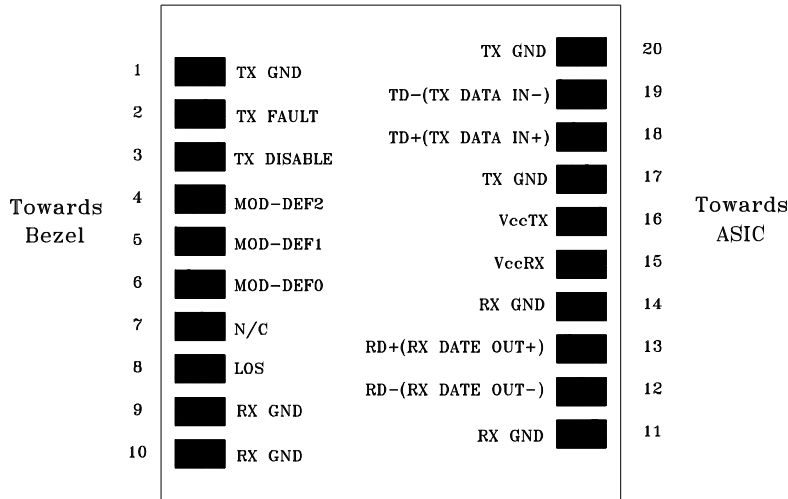 Towards
Bezel
1 TX GND
2 TX FAULT
3 TX DISABLE
4 MOD-DEF2
5 MOD-DEF1
6 MOD-DEF0
7 N/C
8 LOS
9 RX GND
10 RX GND
TX GND 20
TD-(TX DATA IN-) 19
TD+(TX DATA IN+) 18
TX GND 17
VccTX 16
VccRX 15
RX GND 14
RD+(RX DATE OUT+) 13
RD-(RX DATE OUT-) 12
RX GND 11
Towards
ASIC